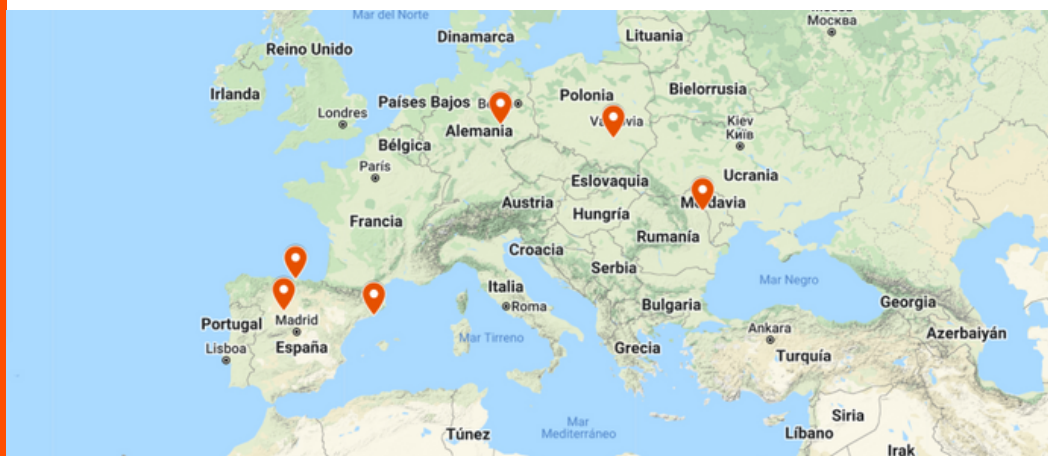 Mar del Norte
Москва
Dinamarca
Lituania
Reino Unido
Irlanda
Países Bajos
Polonia
Bielorrusia
Londres
Alemania
Kiev
Київ
Bélgica
París
Eslovaquia
Ucrania
Austria
Hungría
Francia
Rumanía
Croacia
Serbia
Italia
Mar Negro
Roma
Bulgaria
Georgia
Portugal
Madrid
Ankara
Azerbaiyán
Lisboa
España
Mar Tirreno
Grecia
Turquía
Siria
Mar
Mediterráneo
Túnez
Líbano
Irak